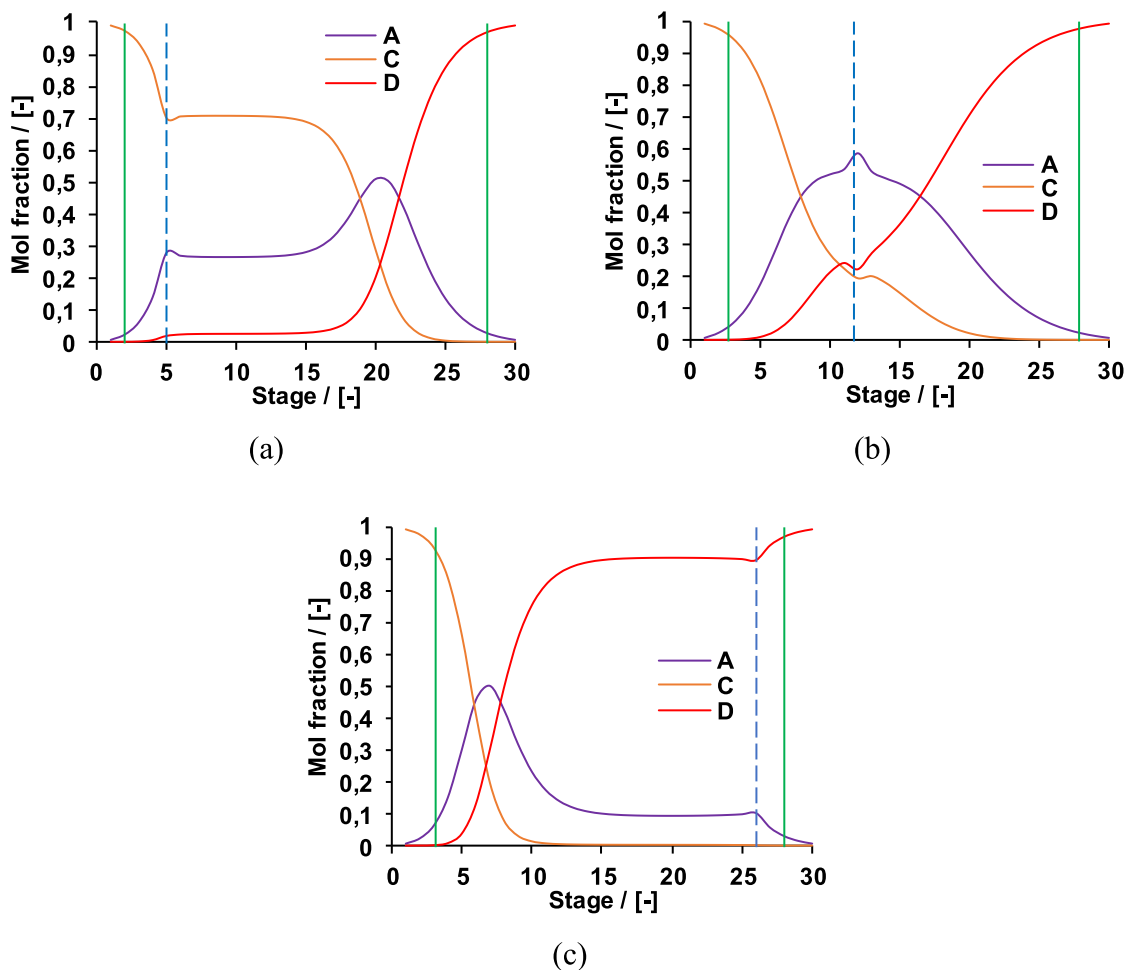 1
0,9
0,8
0,7
0,6
0,5
0,4
0,3
0,2
0,1
0
Mol fraction / [-]
A
C
D
0 5 10 15 20 25 30
Stage / [-]
(a)
1
0,9
0,8
0,7
0,6
0,5
0,4
0,3
0,2
0,1
0
Mol fraction / [-]
A
C
D
0 5 10 15 20 25 30
Stage / [-]
(b)
1
0,9
0,8
0,7
0,6
0,5
0,4
0,3
0,2
0,1
0
Mol fraction / [-]
A
C
D
0 5 10 15 20 25 30
Stage / [-]
(c)